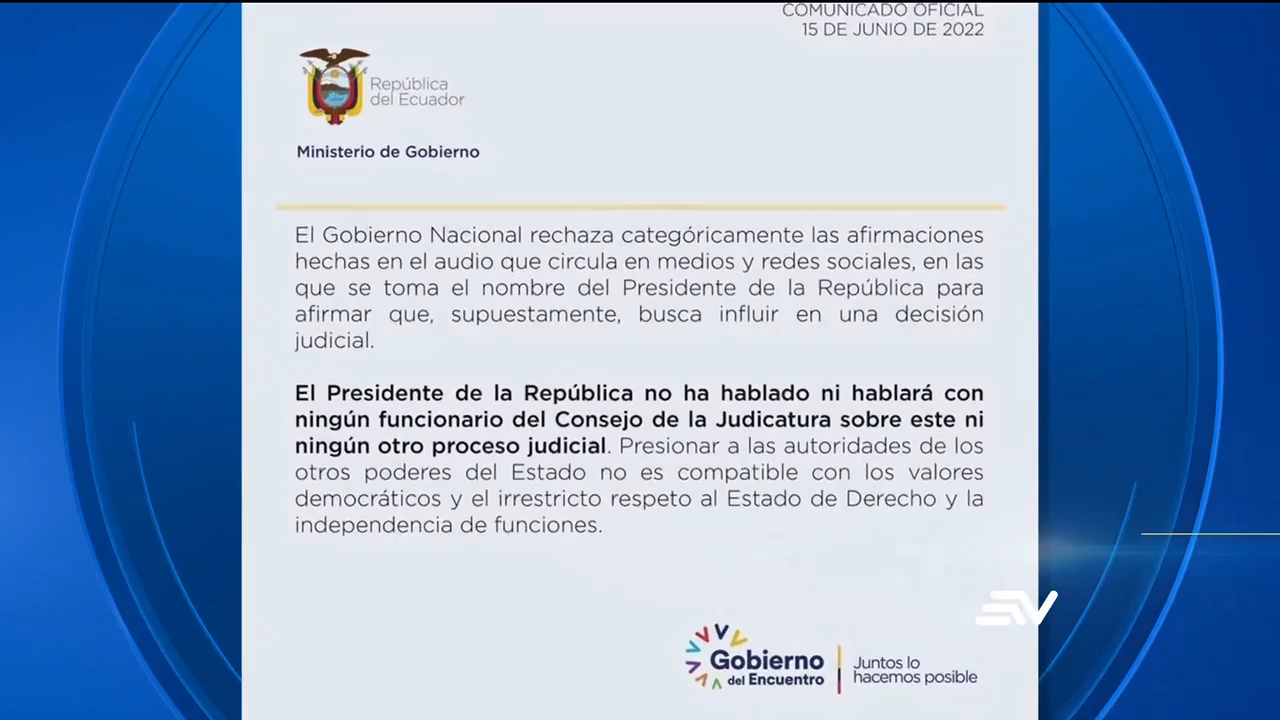 COMUNICADO OFICIAL
15 DE JUNIO DE 2022
República
del Ecuador
Ministerio de Gobierno
El Gobierno Nacional rechaza categóricamente las afirmaciones
hechas en el audio que circula en medios y redes sociales, en las
que se toma el nombre del Presidente de la República para
afirmar que, supuestamente, busca influir en una decisión
judicial.
El Presidente de la República no ha hablado ni hablará con
ningún funcionario del Consejo de la Judicatura sobre este ni
ningún otro proceso judicial. Presionar a las autoridades de los
otros poderes del Estado no es compatible con los valores
democráticos y el irrestricto respeto al Estado de Derecho y la
independencia de funciones.
Gobierno
del Encuentro
Juntos lo
hacemos posible